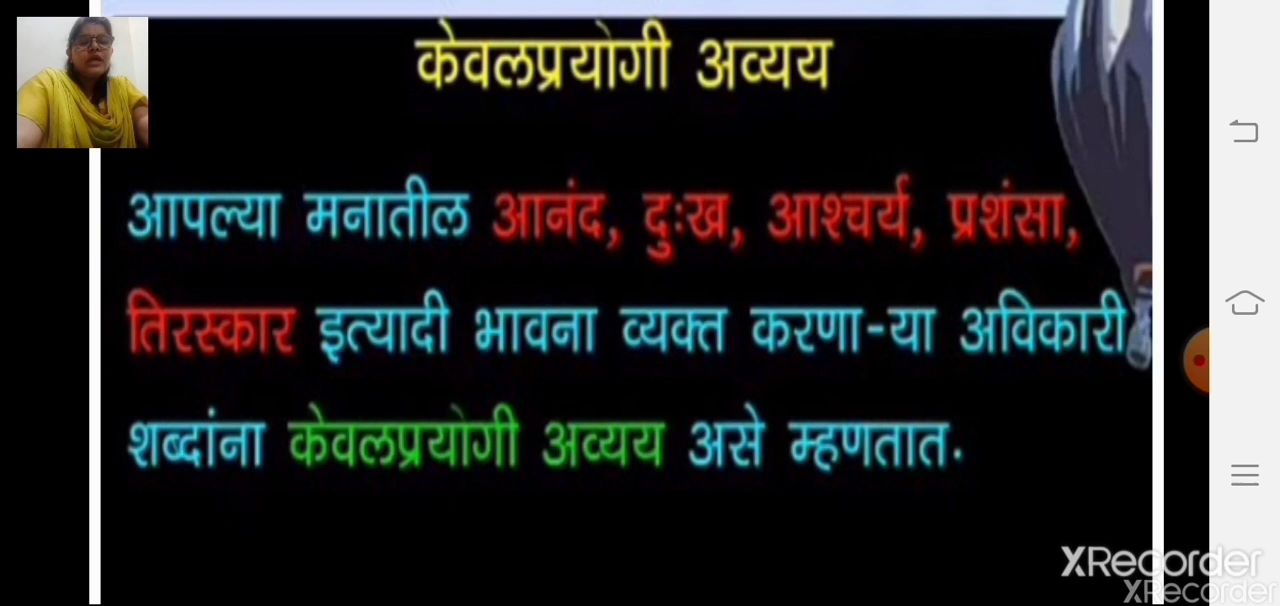 केवलप्रयोगी अव्यय
आपल्या मनातील आनंद, दुःख, आश्चर्य, प्रशंसा,
तिरस्कार इत्यादी भावना व्यक्त करणा-या अविकारी
शब्दांना केवलप्रयोगी अव्यय असे म्हणतात.
XRecorder
XRecorder